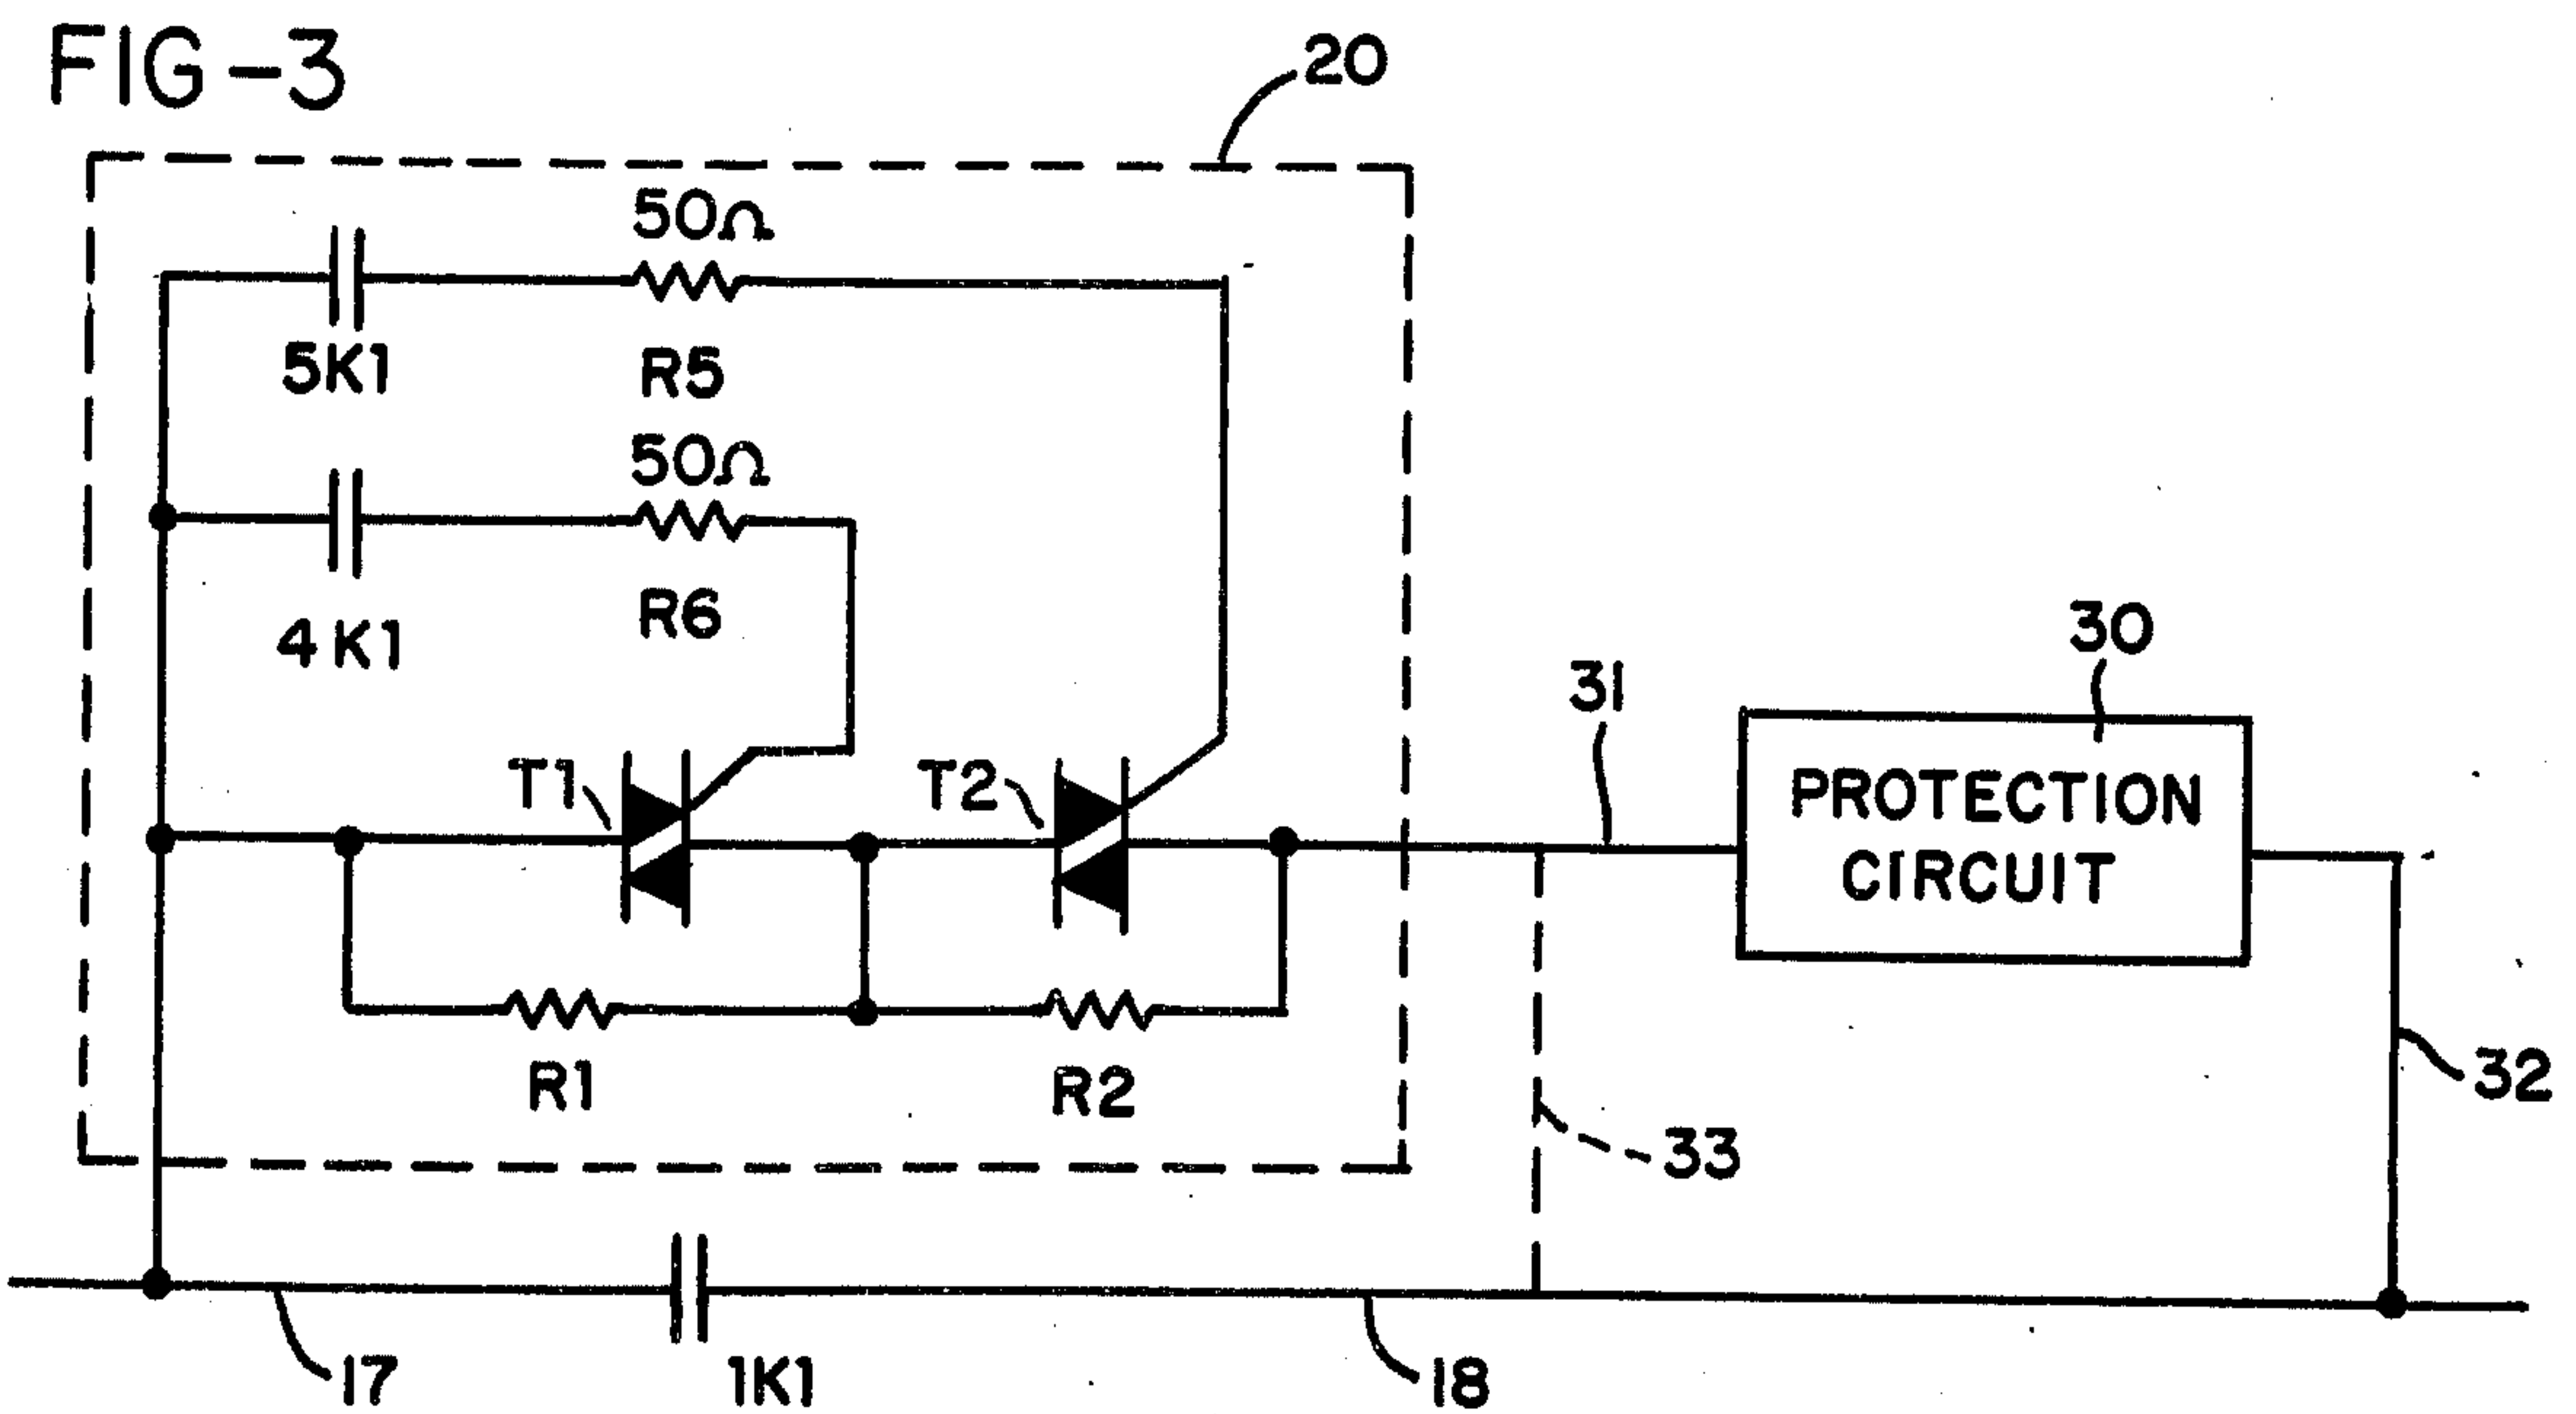 FIG-3
20
50Ω
5K1
R5
50Ω
4K1
R6
T1
T2
31
30
PROTECTION
CIRCUIT
R1
R2
33
32
17
1K1
18